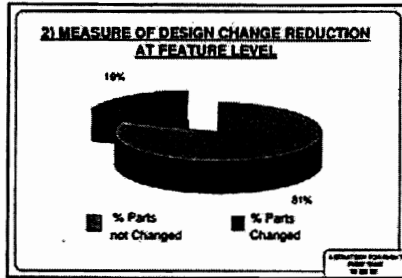 2) MEASURE OF DESIGN CHANGE REDUCTION
AT FEATURE LEVEL
19%
81%
% Parts
not Changed
% Parts
Changed